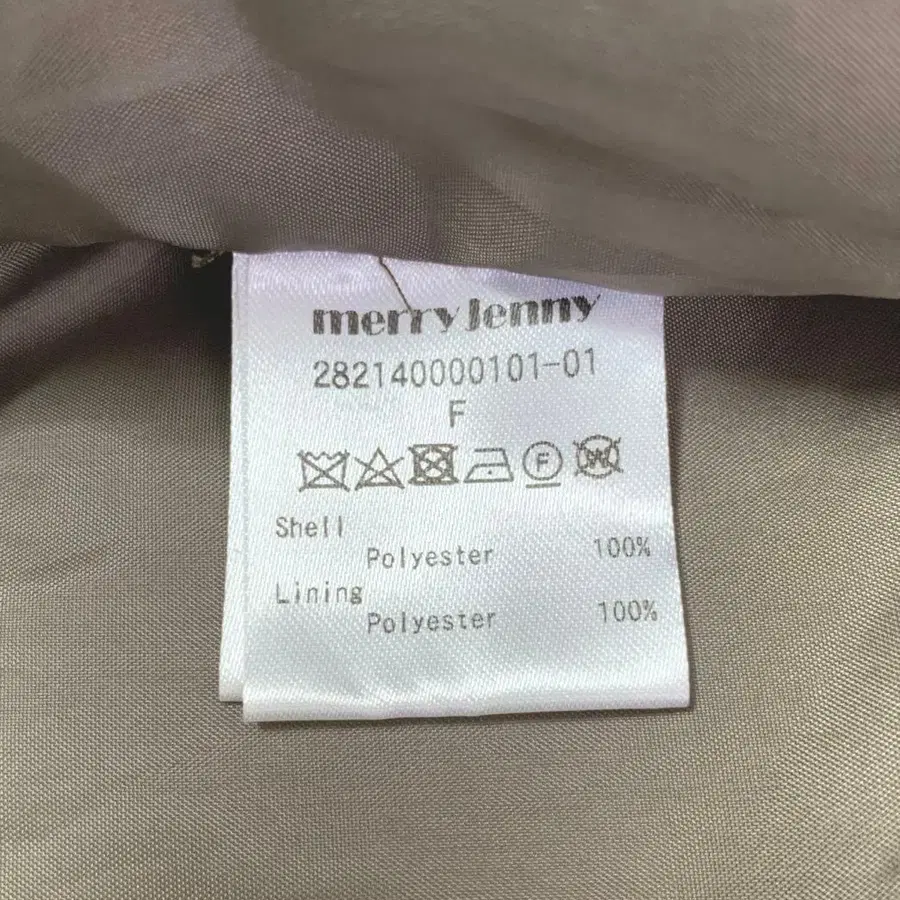 merry jenny
282140000101-01
F
F W
Shell
Polyester 100%
Lining
Polyester 100%